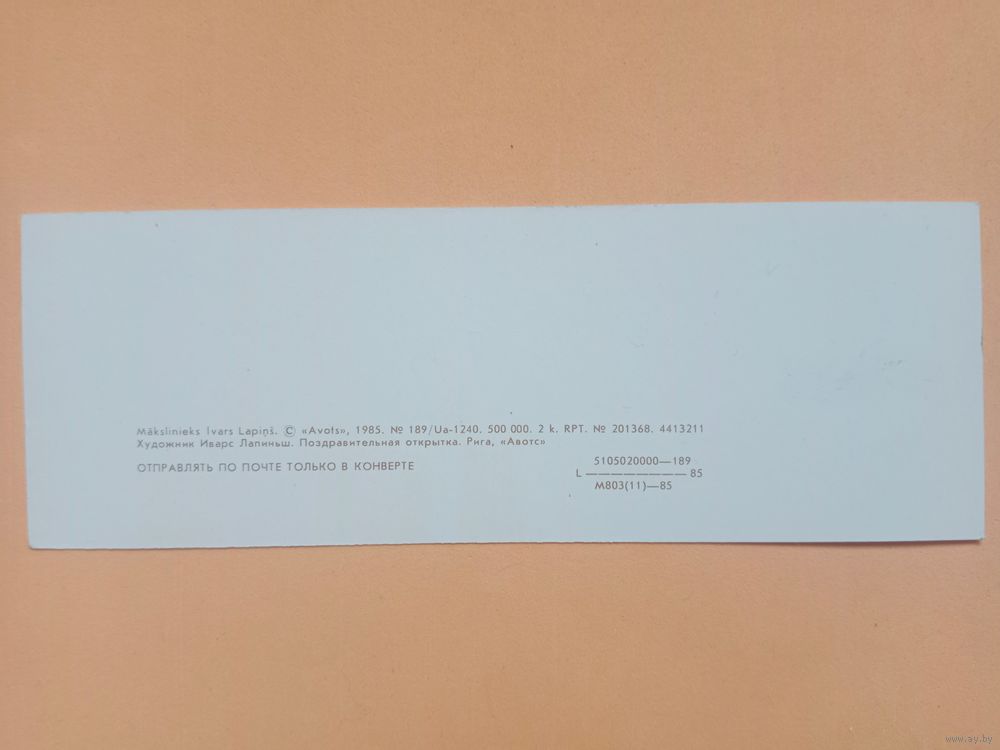 Mākslinieks Ivars Lapiņš. © «Avots», 1985. № 189/Ua-1240. 500 000. 2 k. RPT. № 201368. 4413211
Художник Иварс Лапиньш. Поздравительная открытка. Рига, «Авотс»
ОТПРАВЛЯТЬ ПО ПОЧТЕ ТОЛЬКО В КОНВЕРТЕ
5105020000—189
L ———————— 85
M803(11)—85
www.ay.by